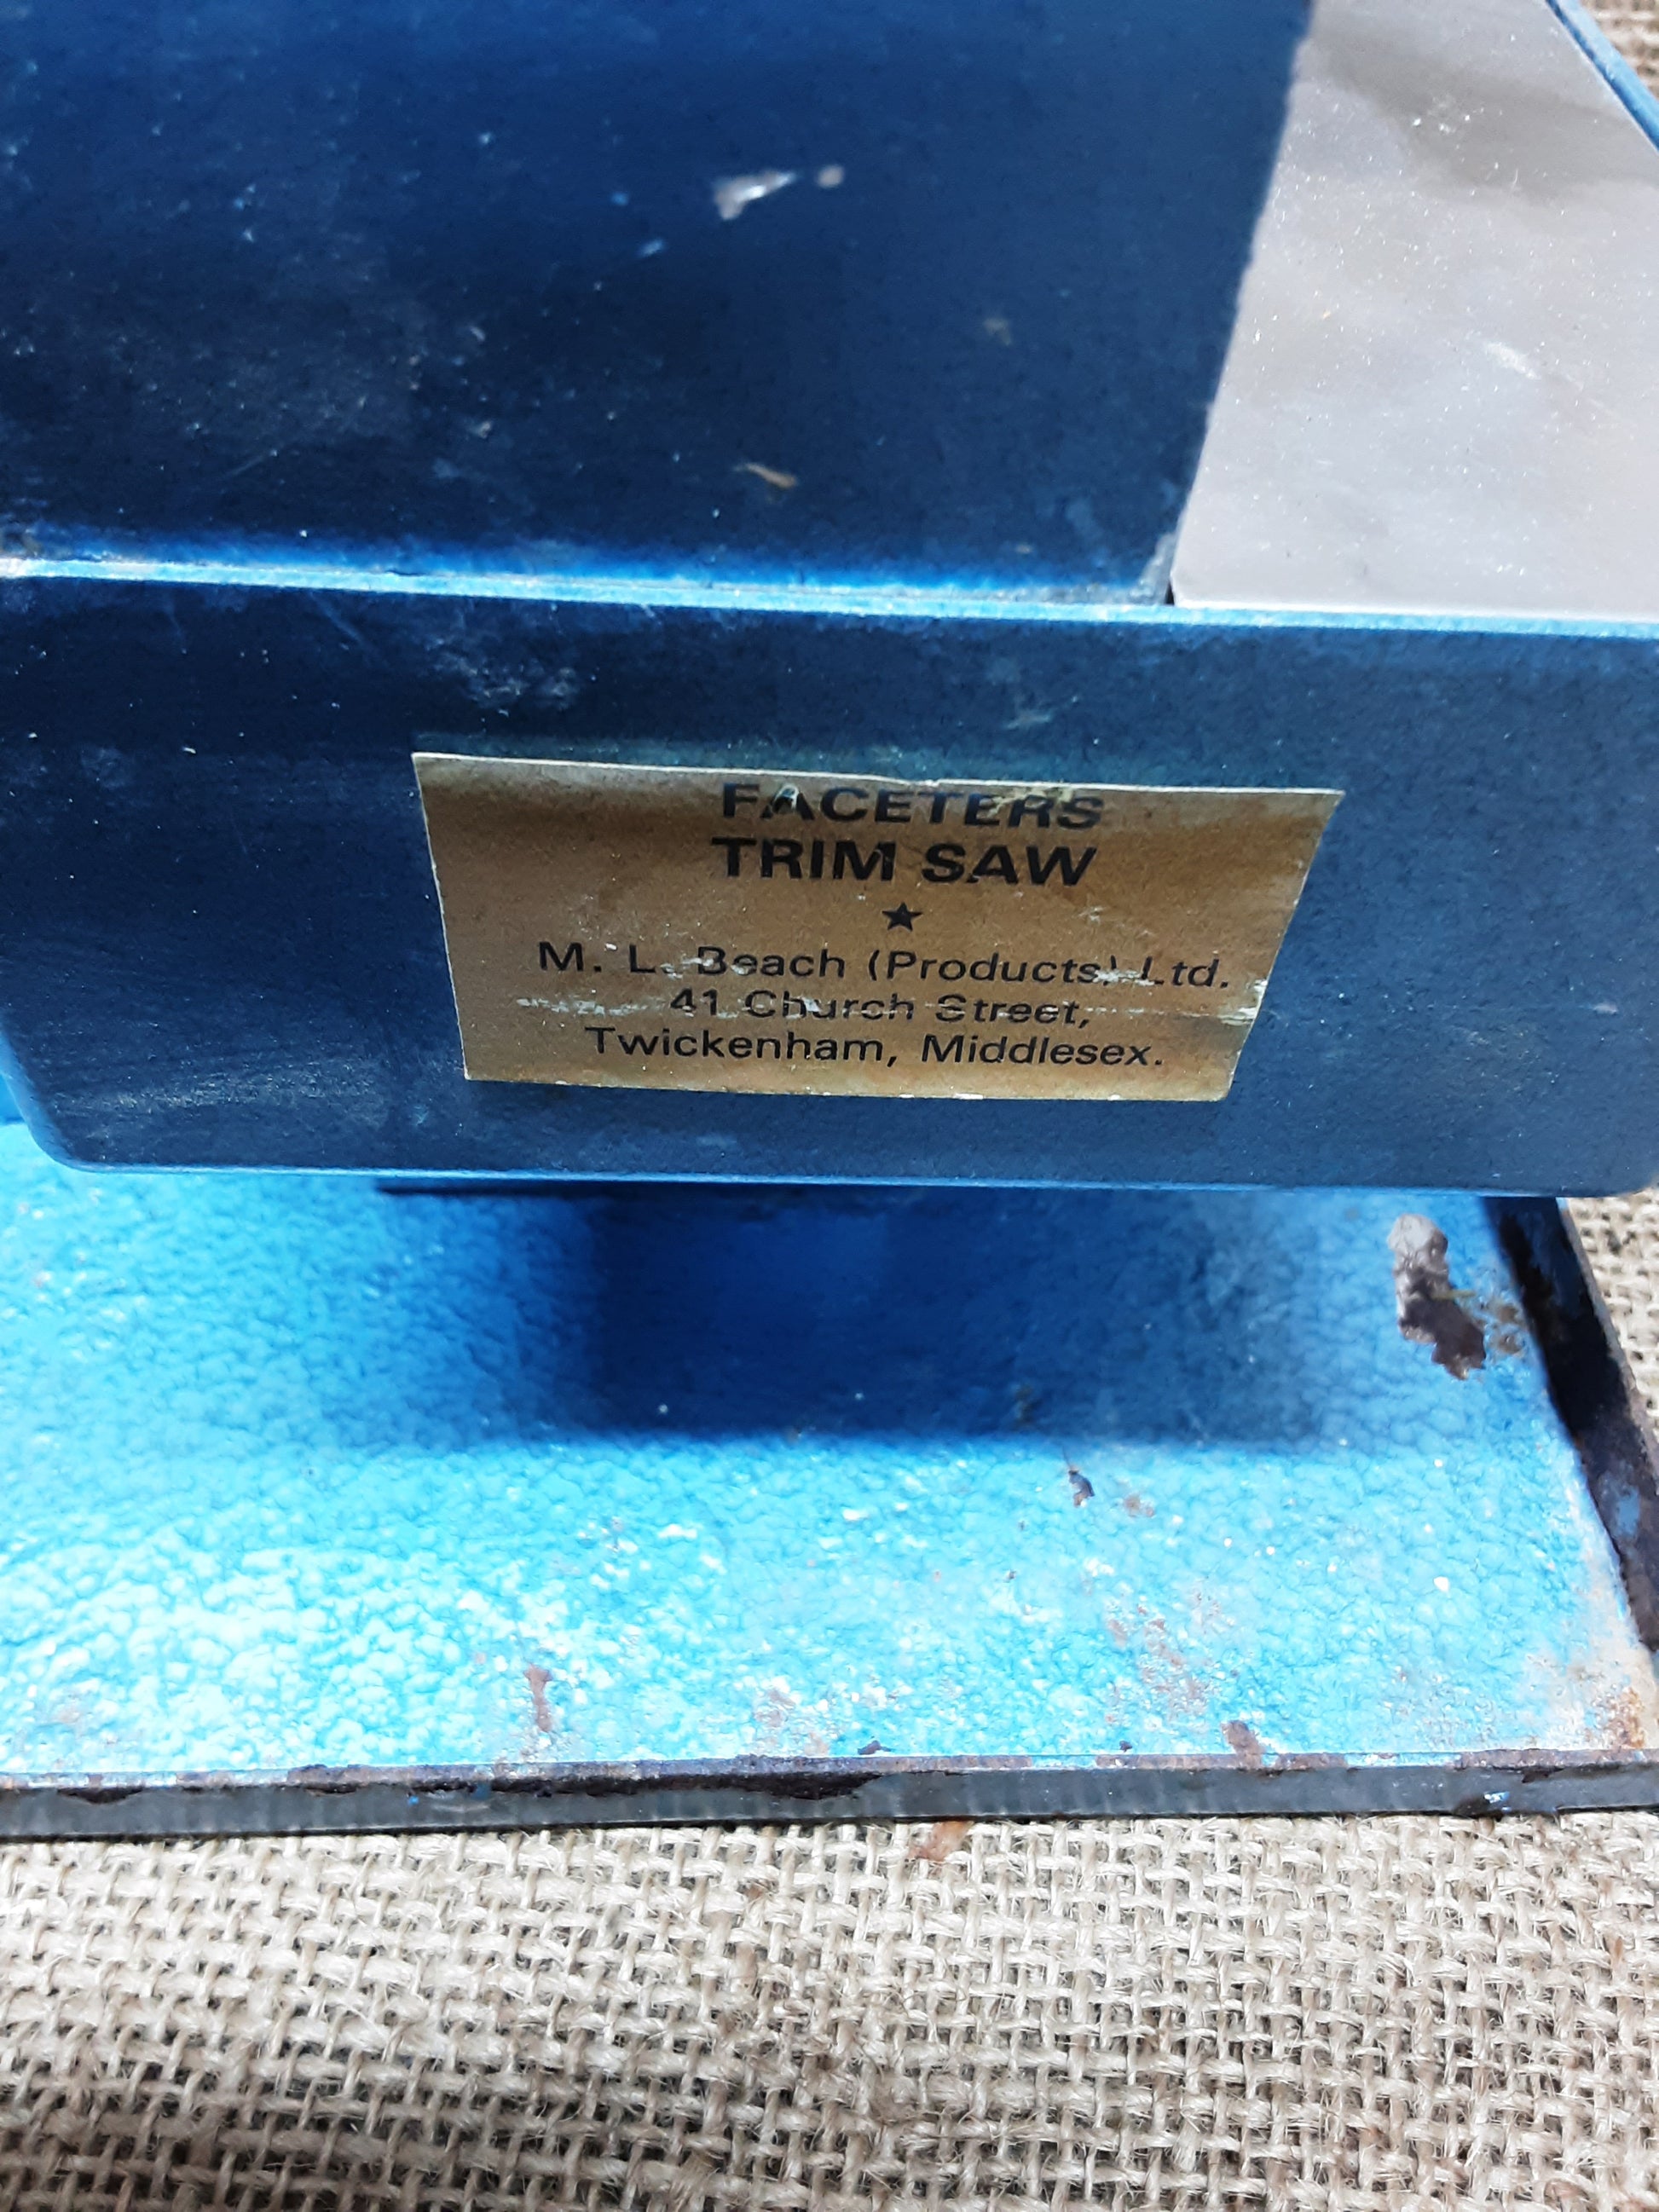 FACETERS
TRIM SAW
★
M. L. Beach (Products) Ltd.
41 Church Street,
Twickenham, Middlesex.